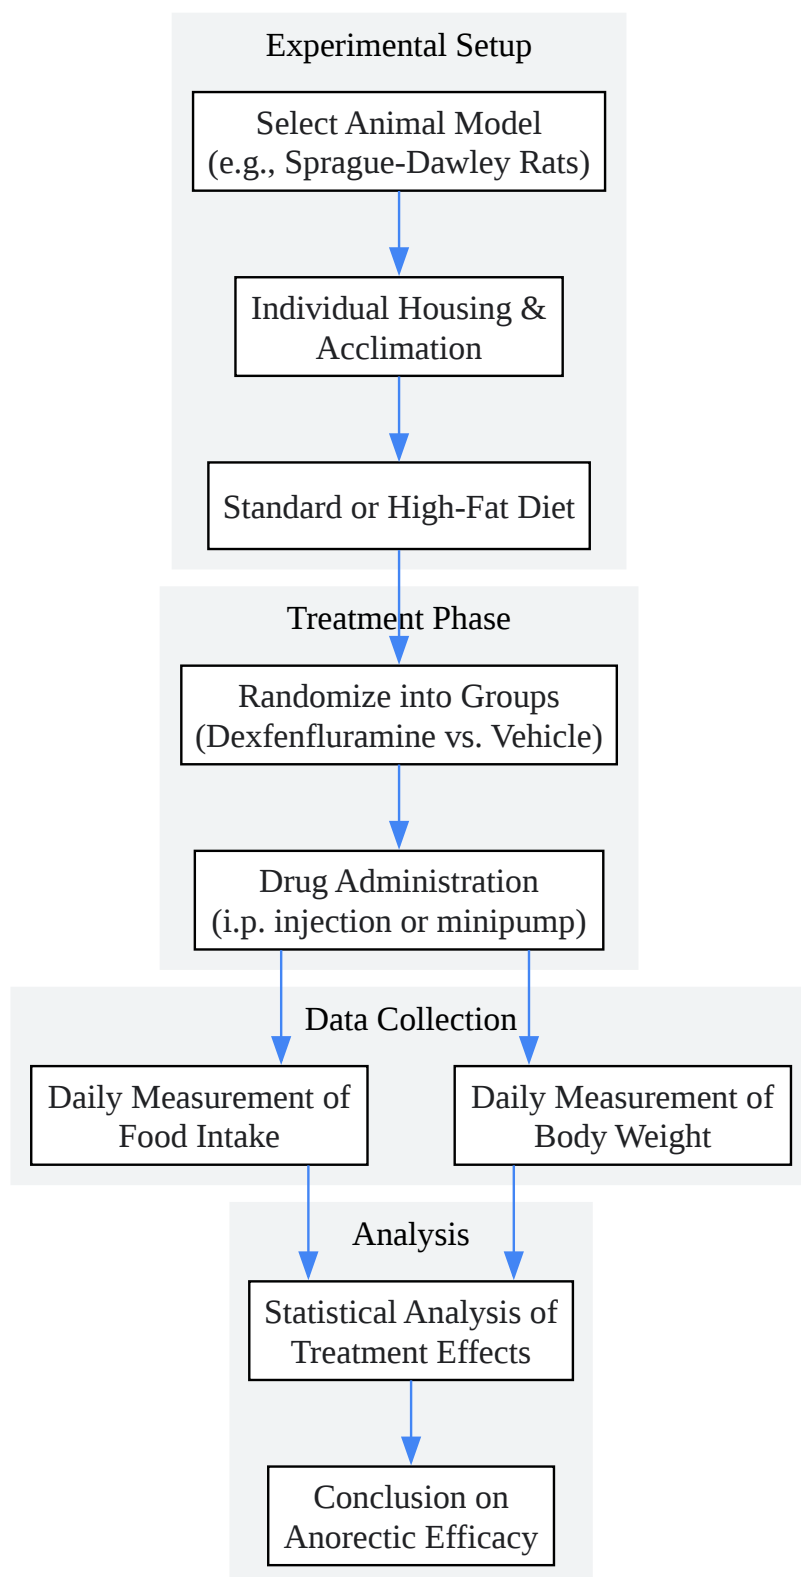 Experimental Setup
Select Animal Model
(e.g., Sprague-Dawley Rats)
Individual Housing &
Acclimation
Standard or High-Fat Diet
Treatment Phase
Randomize into Groups
(Dexfenfluramine vs. Vehicle)
Drug Administration
(i.p. injection or minipump)
Data Collection
Daily Measurement of
Food Intake
Daily Measurement of
Body Weight
Analysis
Statistical Analysis of
Treatment Effects
Conclusion on
Anorectic Efficacy